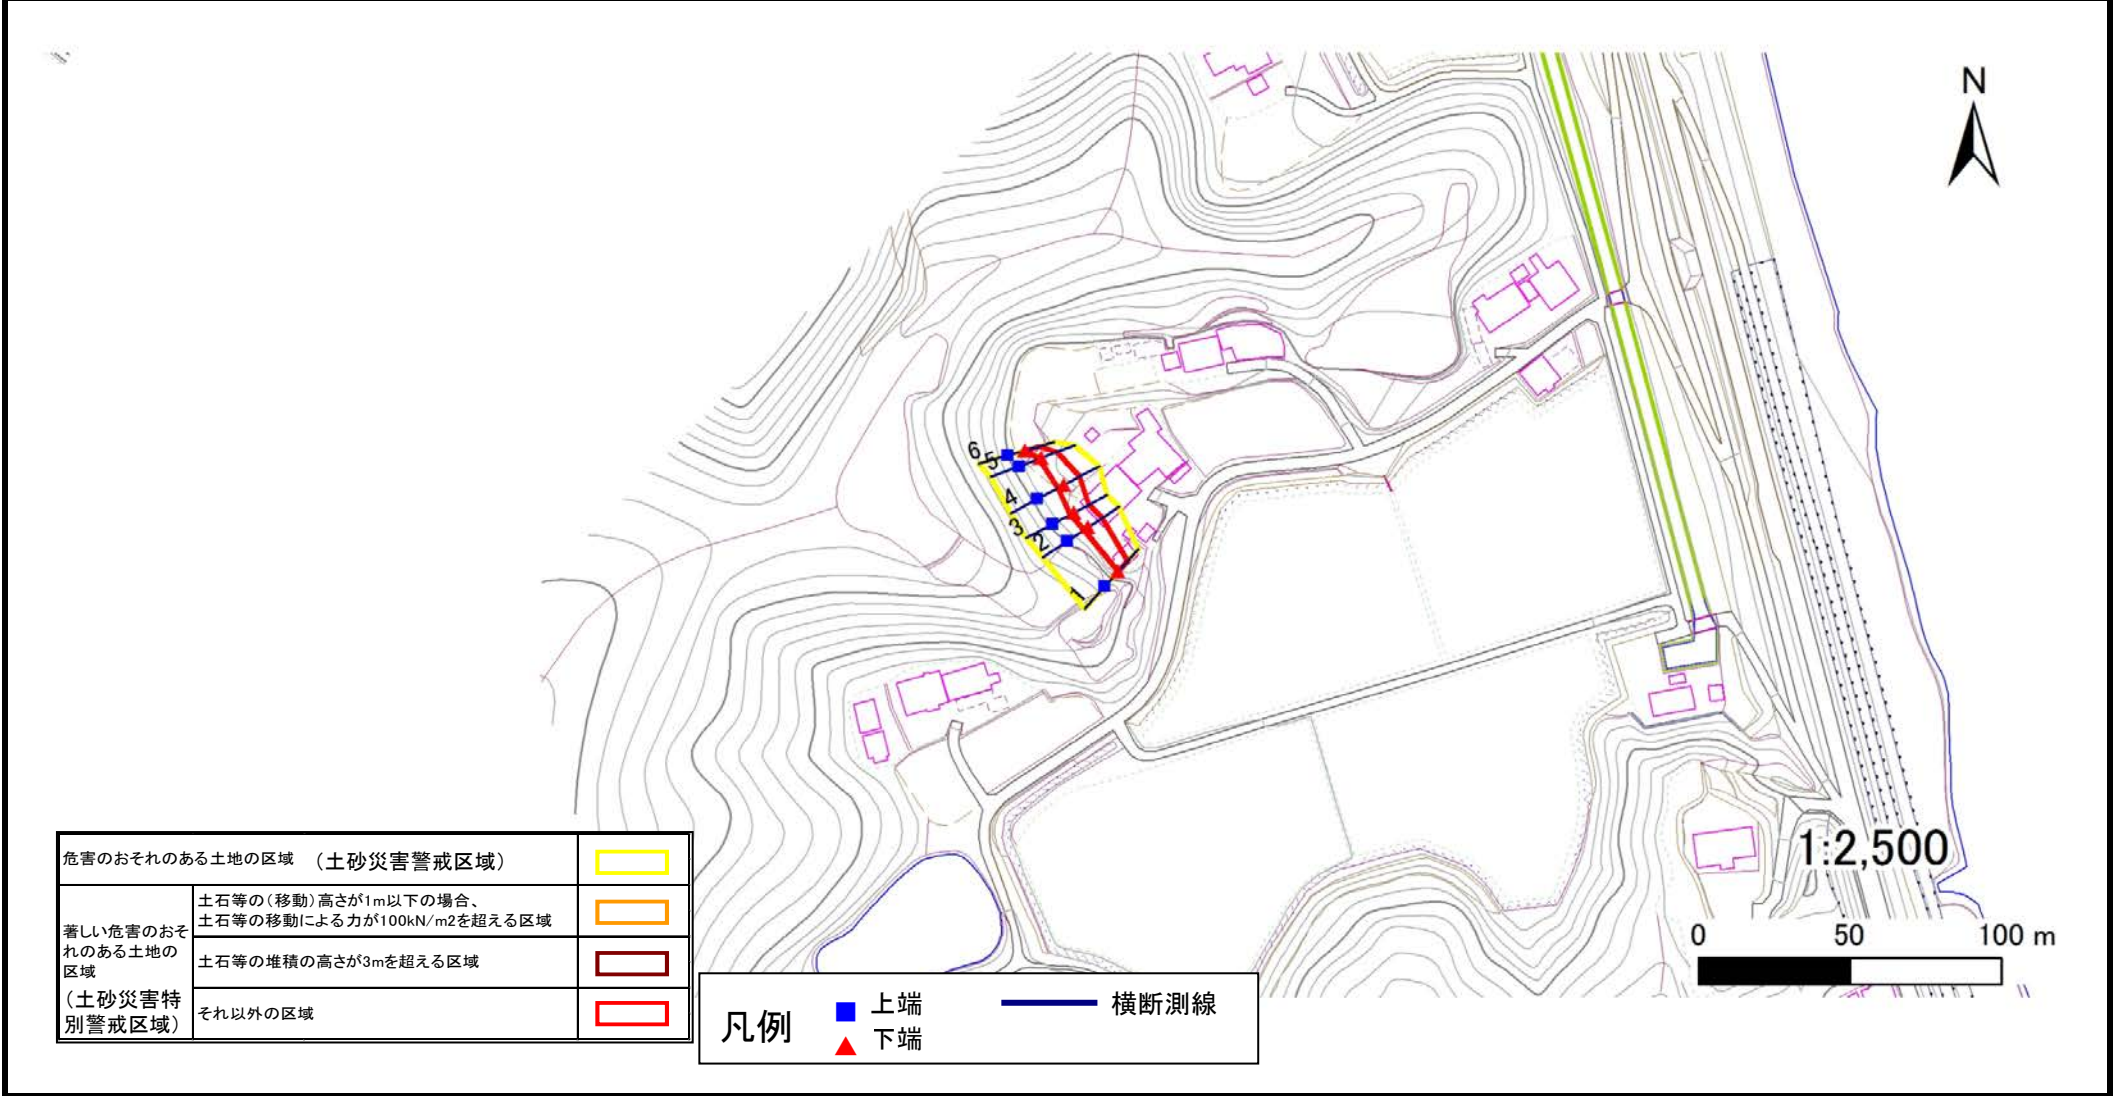 N
6
5
4
3
2
1
1:2,500
0 50 100 m
危害のおそれのある土地の区域 （土砂災害警戒区域）
著しい危害のおそ
れのある土地の
区域
（土砂災害特
別警戒区域）
土石等の（移動）高さが1m以下の場合、
土石等の移動による力が100kN/m2を超える区域
土石等の堆積の高さが3mを超える区域
それ以外の区域
凡例
上端
下端
横断測線